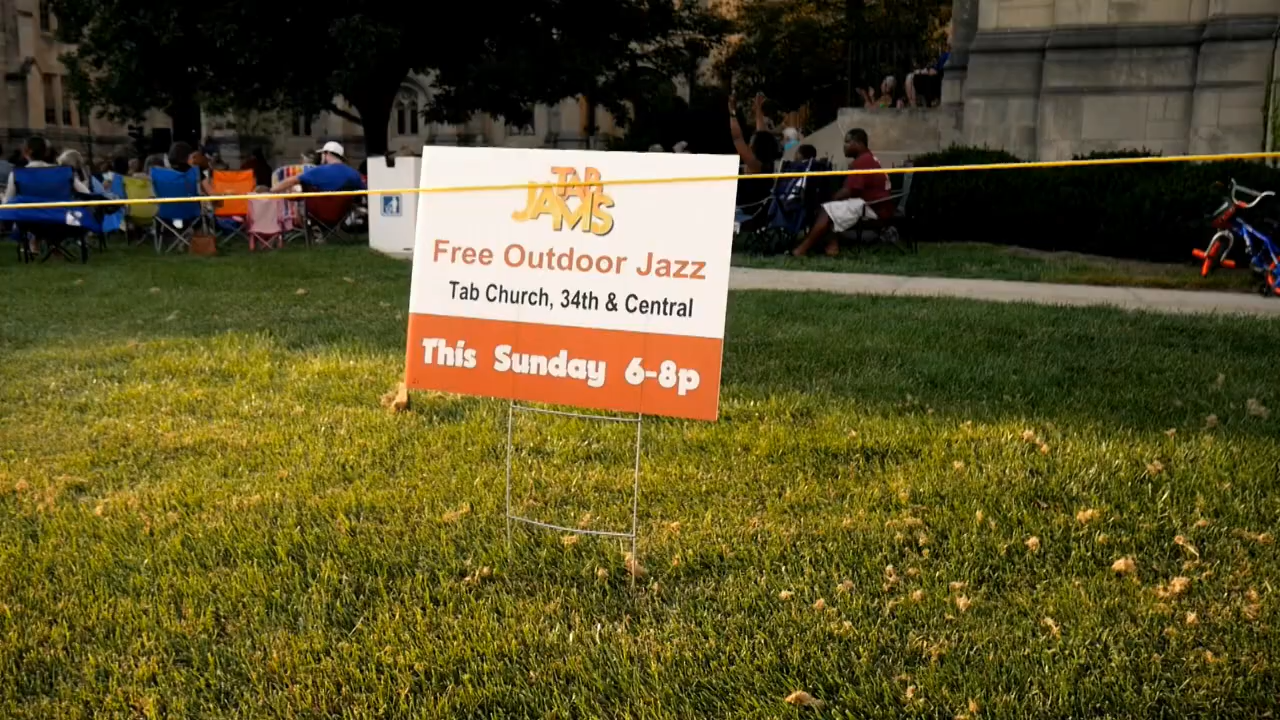 TAB
JAMS
Free Outdoor Jazz
Tab Church, 34th & Central
This Sunday 6-8p